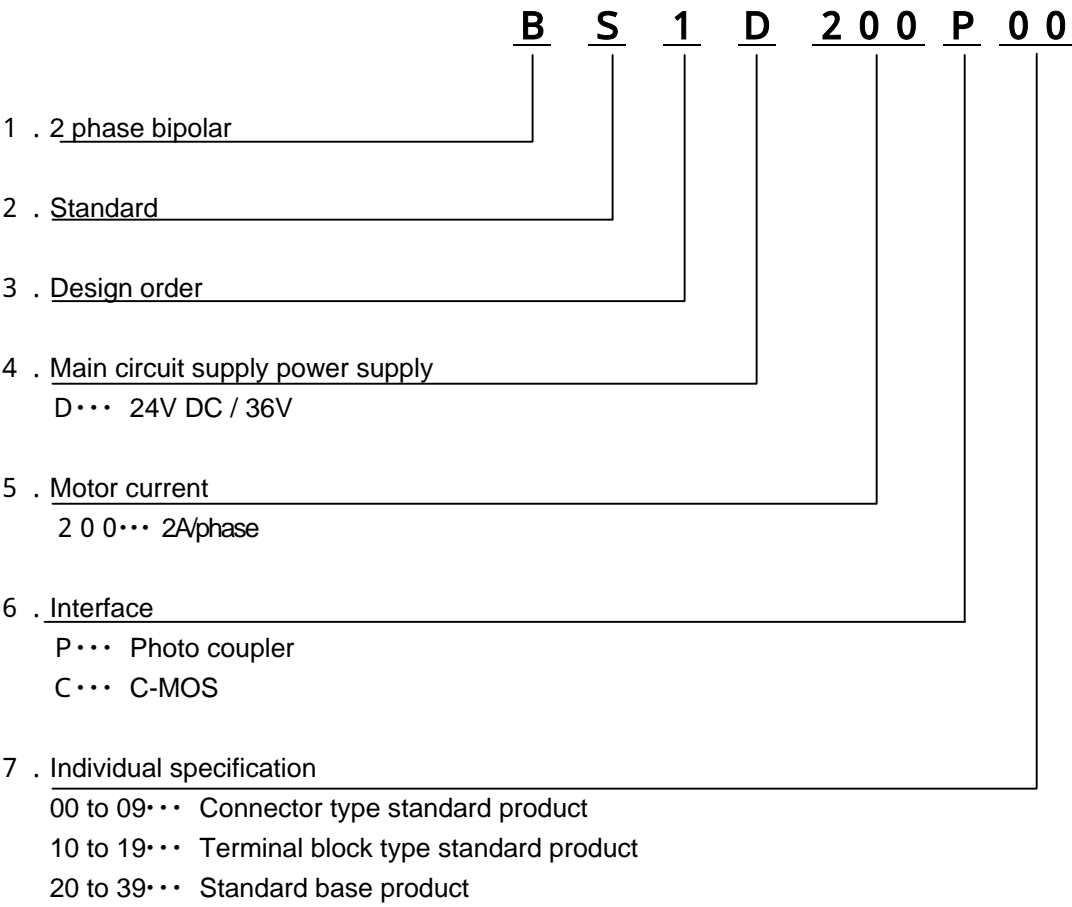 B S 1 D 2 0 0 P 0 0
1 . 2 phase bipolar
2 . Standard
3 . Design order
4 . Main circuit supply power supply
D··· 24V DC / 36V
5 . Motor current
2 0 0··· 2A/phase
6 . Interface
P··· Photo coupler
C··· C-MOS
7 . Individual specification
00 to 09··· Connector type standard product
10 to 19··· Terminal block type standard product
20 to 39··· Standard base product